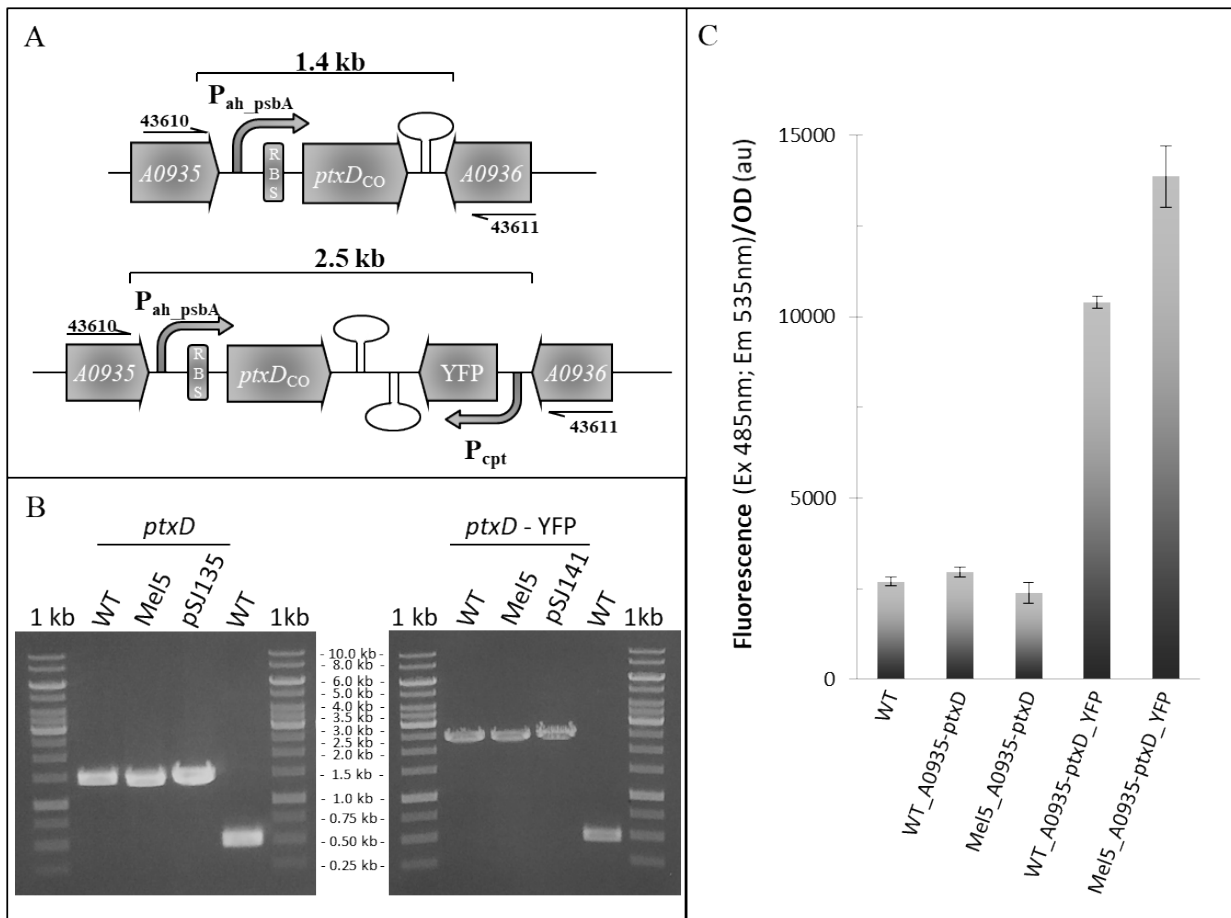 A
1.4 kb
P_ah_psbA
43610
A0935
RBS
ptxD_CO
A0936
43611
2.5 kb
P_ah_psbA
43610
A0935
RBS
ptxD_CO
YFP
A0936
43611
P_cpt
B
ptxD
1 kb
WT
Mel5
pSJ135
WT
1kb
ptxD - YFP
1 kb
WT
Mel5
pSJ141
WT
1kb
- 10.0 kb -
- 8.0 kb -
- 6.0 kb -
- 5.0 kb -
- 4.0 kb -
- 3.5 kb -
- 3.0 kb -
- 2.5 kb -
- 2.0 kb -
- 1.5 kb -
- 1.0 kb -
- 0.75 kb -
- 0.50 kb -
- 0.25 kb -
C
Fluorescence (Ex 485nm; Em 535nm)/OD (au)
15000
10000
5000
0
WT
WT_A0935-ptxD
Mel5_A0935-ptxD
WT_A0935-ptxD_YFP
Mel5_A0935-ptxD_YFP